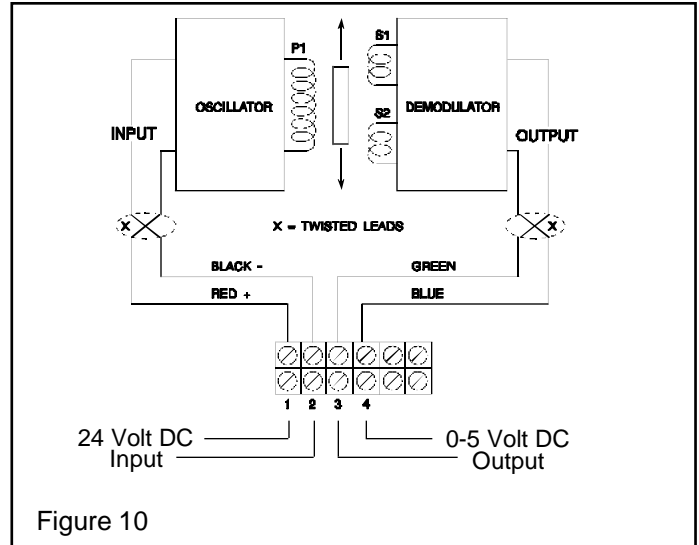 P1
S1
OSCILLATOR
DEMODULATOR
S2
INPUT
OUTPUT
X
X = TWISTED LEADS
X
BLACK -
GREEN
RED +
BLUE
1 2 3 4
24 Volt DC
Input
0-5 Volt DC
Output
Figure 10